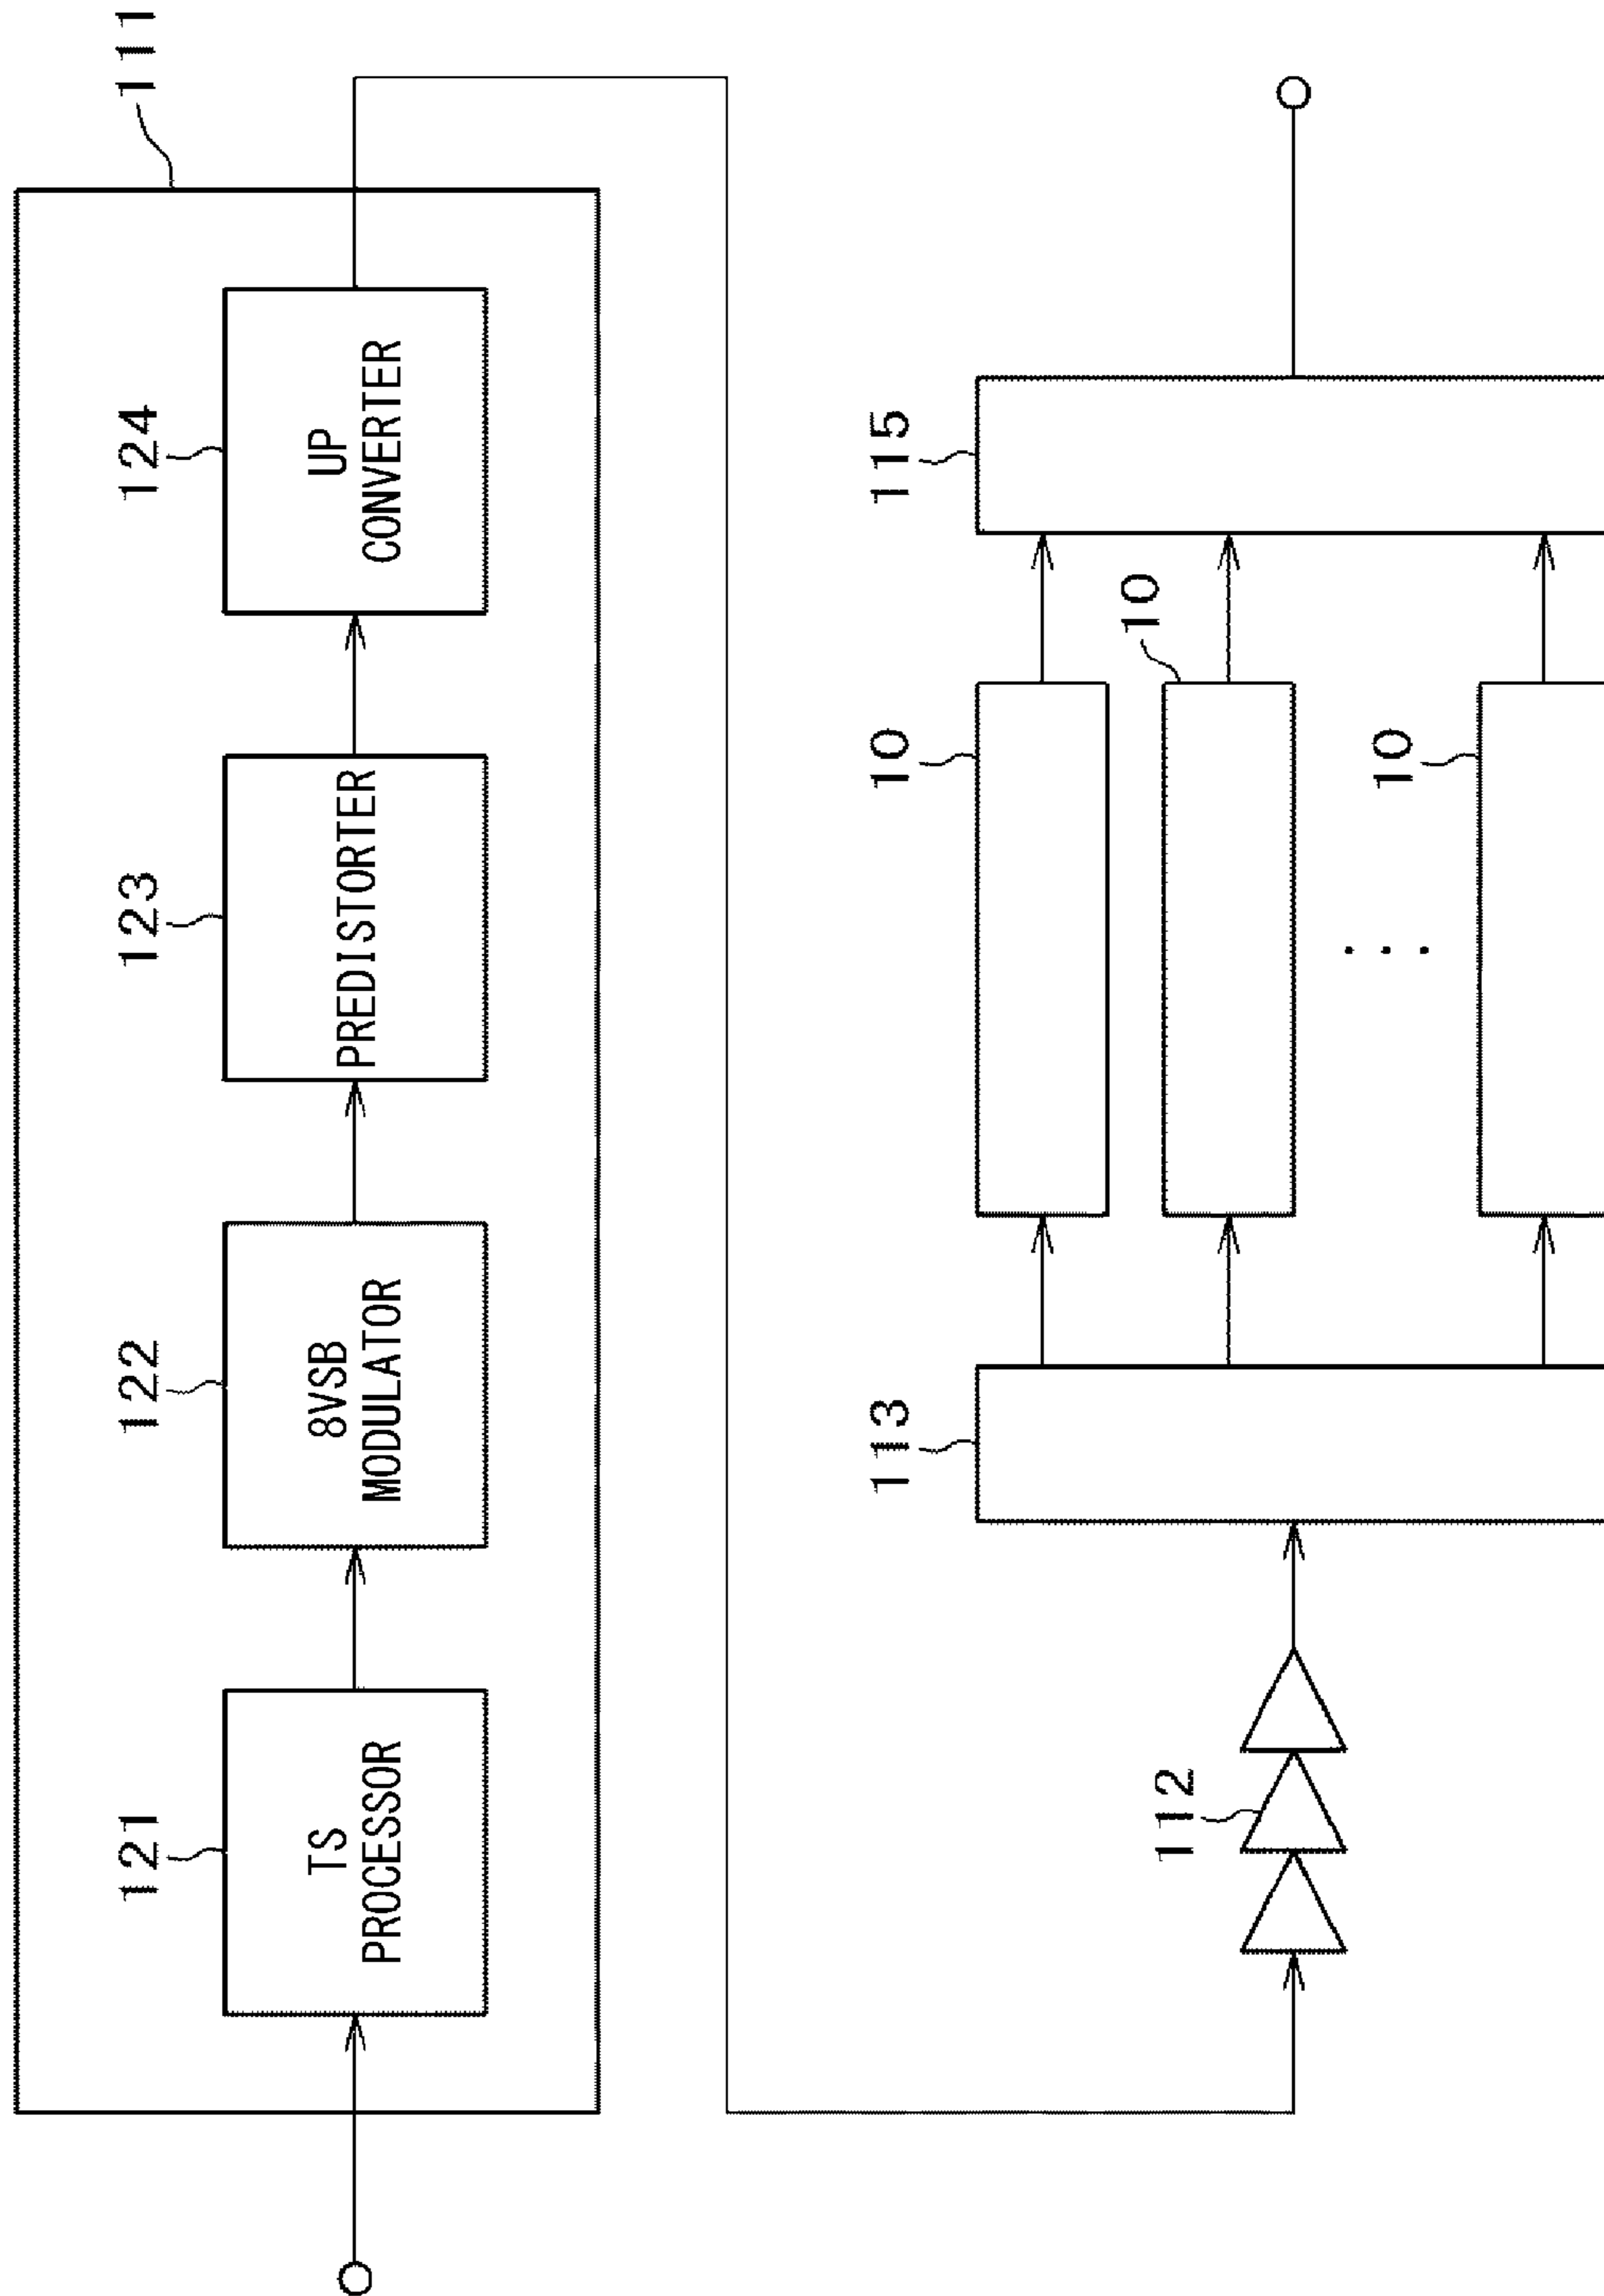 111
121
122
123
124
TS
PROCESSOR
8VSB
MODULATOR
PREDISTORTER
UP
CONVERTER
112
113
10
10
10
115
...